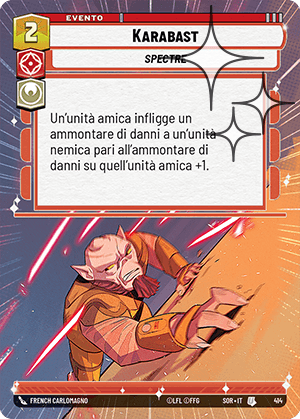 EVENTO
2
KARABAST
SPECTRE
Un'unità amica infligge un
ammontare di danni a un'unità
nemica pari all'ammontare di
danni su quell'unità amica +1.
FRENCH CARLOMAGNO
©LFL ©FFG
SOR • IT
414